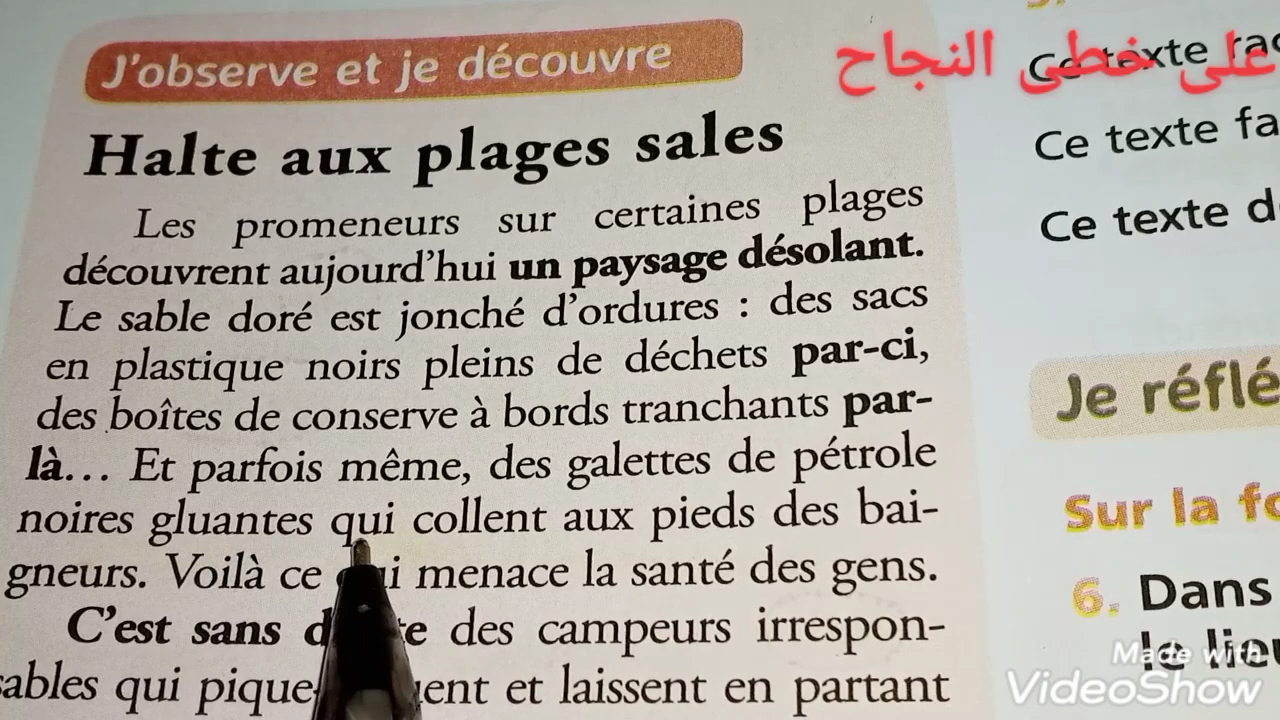 J'observe et je découvre
Halte aux plages sales
Les promeneurs sur certaines plages
découvrent aujourd'hui un paysage désolant.
Le sable doré est jonché d'ordures : des sacs
en plastique noirs pleins de déchets par-ci,
des boîtes de conserve à bords tranchants par-
là... Et parfois même, des galettes de pétrole
noires gluantes qui collent aux pieds des bai-
gneurs. Voilà ce menace la santé des gens.
C'est sans des campeurs irrespon-
sables qui et laissent en partant
على خطى النجاح
Ce texte
Ce texte fa
Ce texte d
Je réflé
Sur la fo
6. Dans
le lieu
Made with
VideoShow